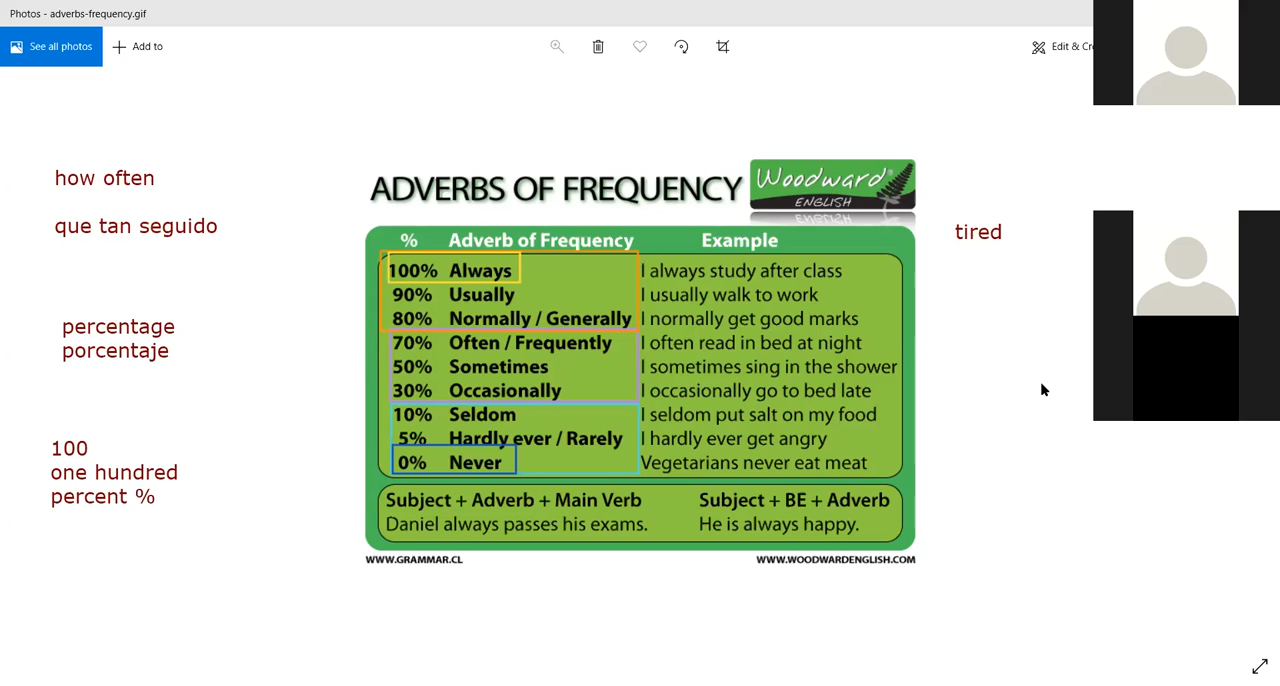 Photos - adverbs-frequency.gif
See all photos
Add to
how often
que tan seguido
percentage
porcentaje
100
one hundred
percent %
ADVERBS OF FREQUENCY
Woodward®
ENGLISH
% Adverb of Frequency Example
100% Always I always study after class
90% Usually I usually walk to work
80% Normally / Generally I normally get good marks
70% Often / Frequently I often read in bed at night
50% Sometimes I sometimes sing in the shower
30% Occasionally I occasionally go to bed late
10% Seldom I seldom put salt on my food
5% Hardly ever / Rarely I hardly ever get angry
0% Never Vegetarians never eat meat
Subject + Adverb + Main Verb Subject + BE + Adverb
Daniel always passes his exams. He is always happy.
WWW.GRAMMAR.CL WWW.WOODWARDENGLISH.COM
tired